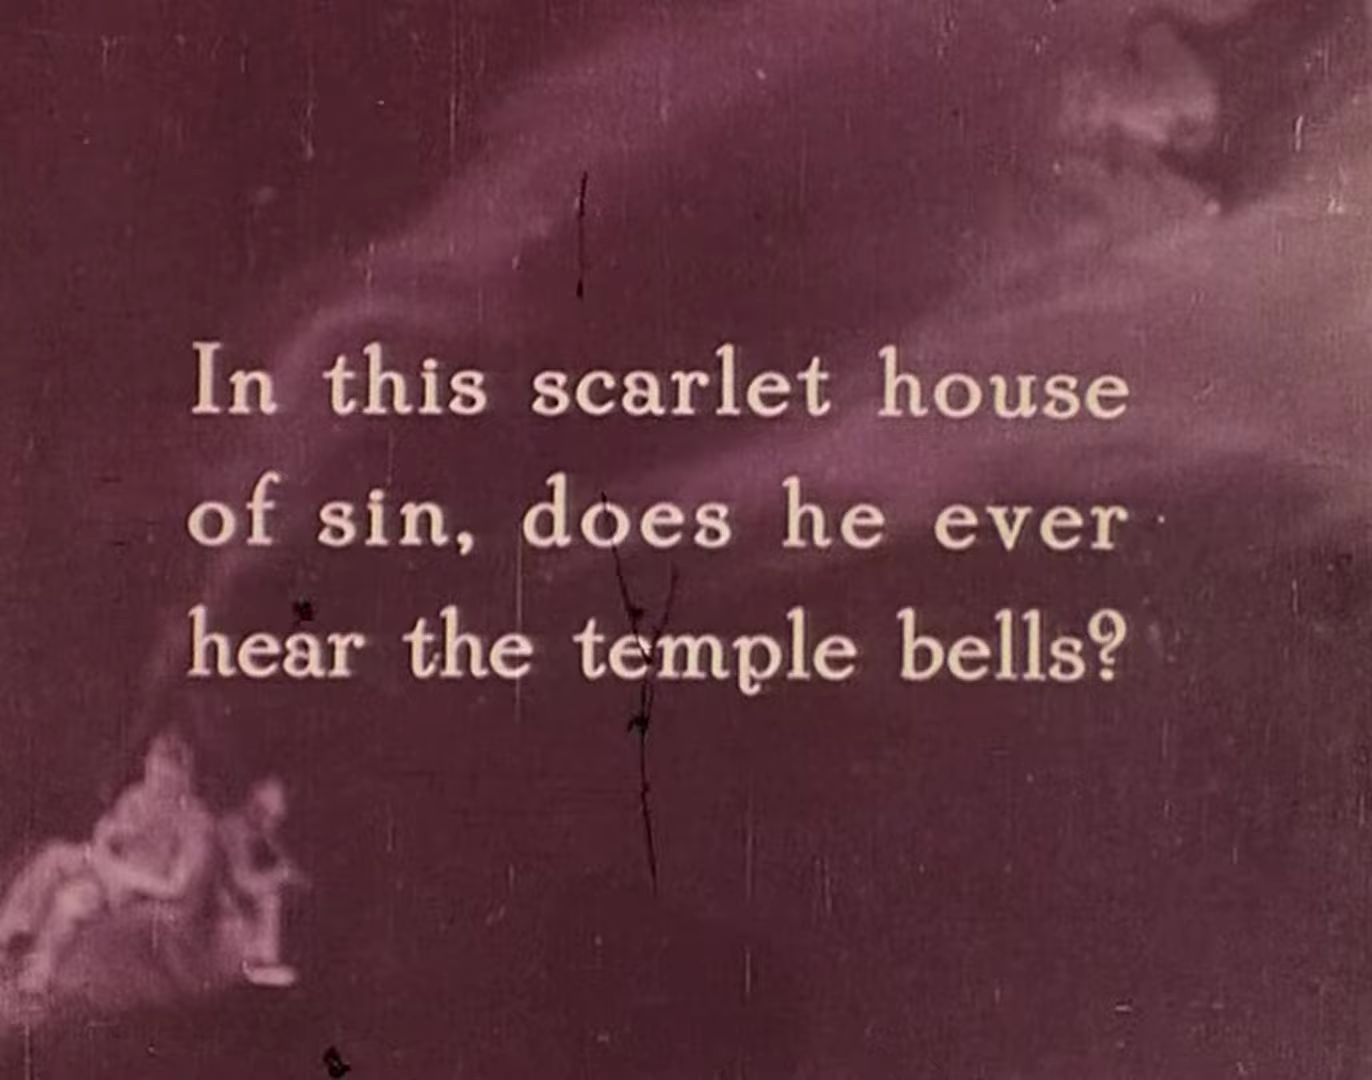 In this scarlet house
of sin, does he ever
hear the temple bells?